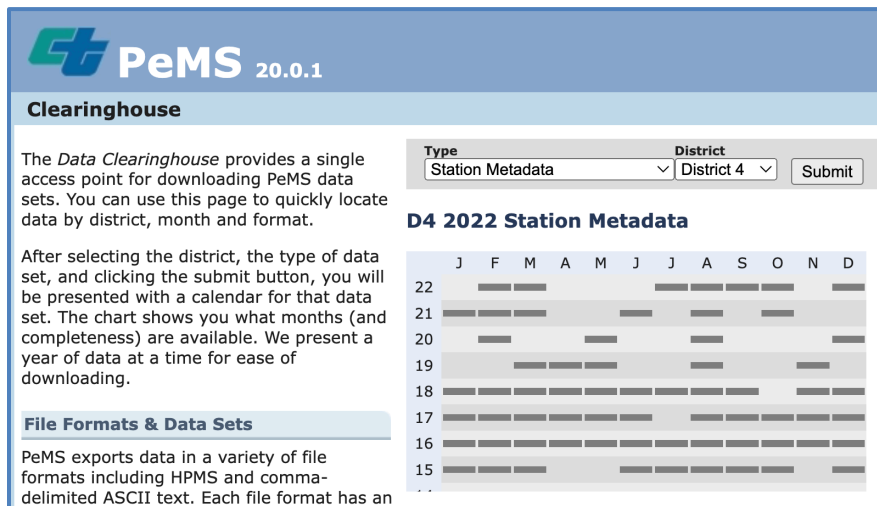 PeMS 20.0.1
Clearinghouse
The Data Clearinghouse provides a single
access point for downloading PeMS data
sets. You can use this page to quickly locate
data by district, month and format.
After selecting the district, the type of data
set, and clicking the submit button, you will
be presented with a calendar for that data
set. The chart shows you what months (and
completeness) are available. We present a
year of data at a time for ease of
downloading.
File Formats & Data Sets
PeMS exports data in a variety of file
formats including HPMS and comma-
delimited ASCII text. Each file format has an
Type District
Station Metadata District 4 Submit
D4 2022 Station Metadata
J F M A M J J A S O N D
22
21
20
19
18
17
16
15